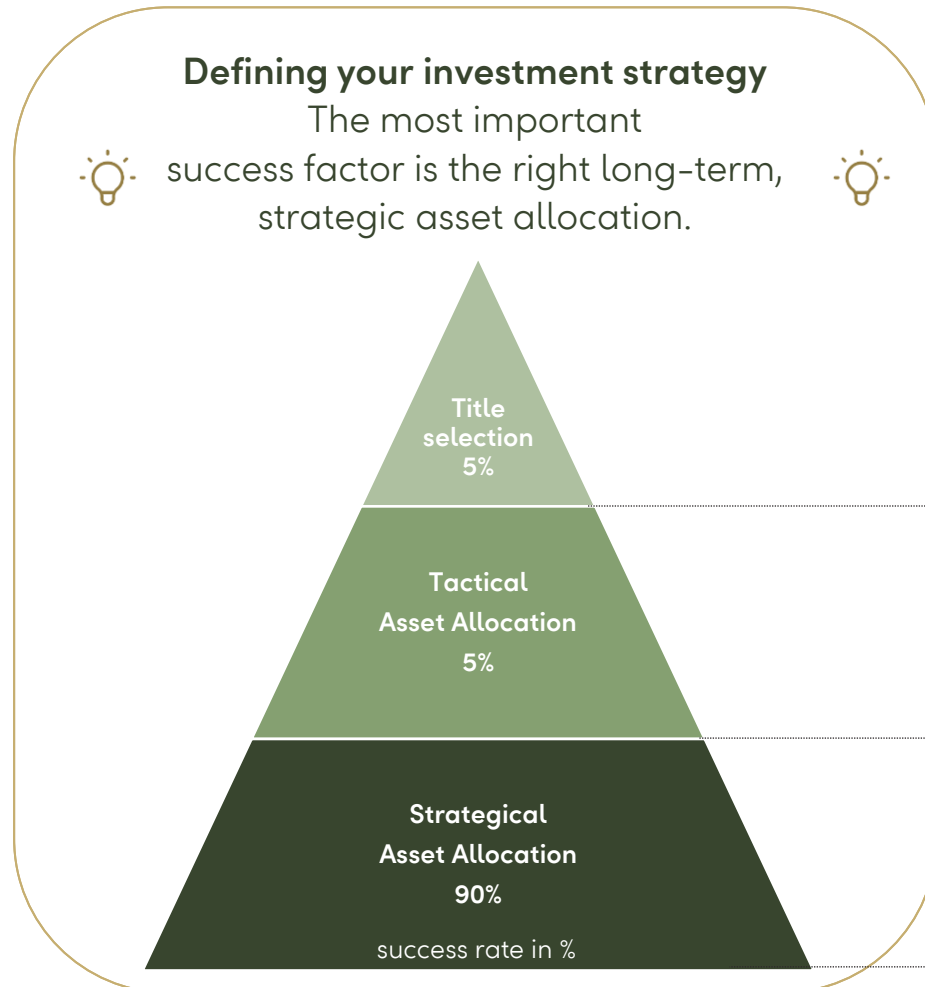 Defining your investment strategy
The most important
success factor is the right long-term,
strategic asset allocation.
Title
selection
5%
Tactical
Asset Allocation
5%
Strategical
Asset Allocation
90%
success rate in %